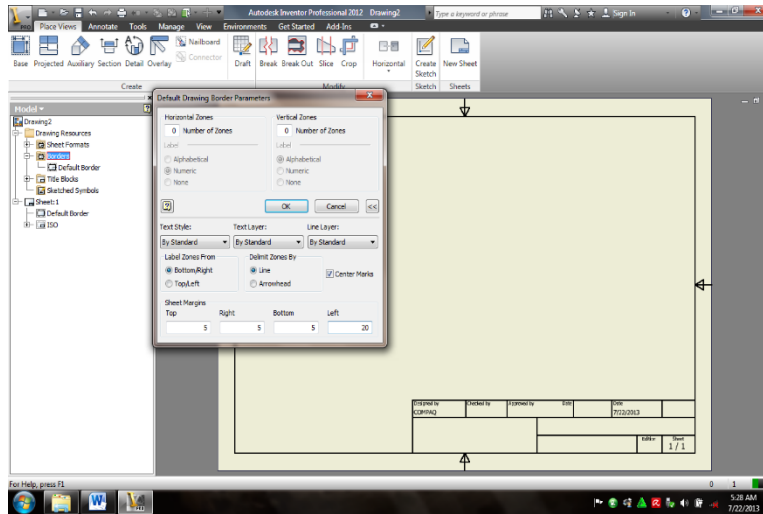 Autodesk Inventor Professional 2012 Drawing2
Type a keyword or phrase
Sign In
Place Views Annotate Tools Manage View Environments Get Started Add-Ins
Base Projected Auxiliary Section Detail Overlay
Nailboard
Connector
Draft Break Break Out Slice Crop Horizontal Create Sketch New Sheet
Create Modify Sketch Sheets
Model
Drawing2
Drawing Resources
Sheet Formats
Borders
Default Border
Title Blocks
Sketched Symbols
Sheet:1
Default Border
ISO
Default Drawing Border Parameters
Horizontal Zones Vertical Zones
0 Number of Zones 0 Number of Zones
Label Label
Alphabetical Alphabetical
Numeric Numeric
None None
OK Cancel <<
Text Style: Text Layer: Line Layer:
By Standard By Standard By Standard
Label Zones From Delimit Zones By
Bottom/Right Line Center Marks
Top/Left Arrowhead
Sheet Margins
Top Right Bottom Left
5 5 5 20
Designed by Checked by Approved by Date Date
COMPAQ 7/22/2013
Edition Sheet
1 / 1
For Help, press F1 0 1
5:28 AM
7/22/2013